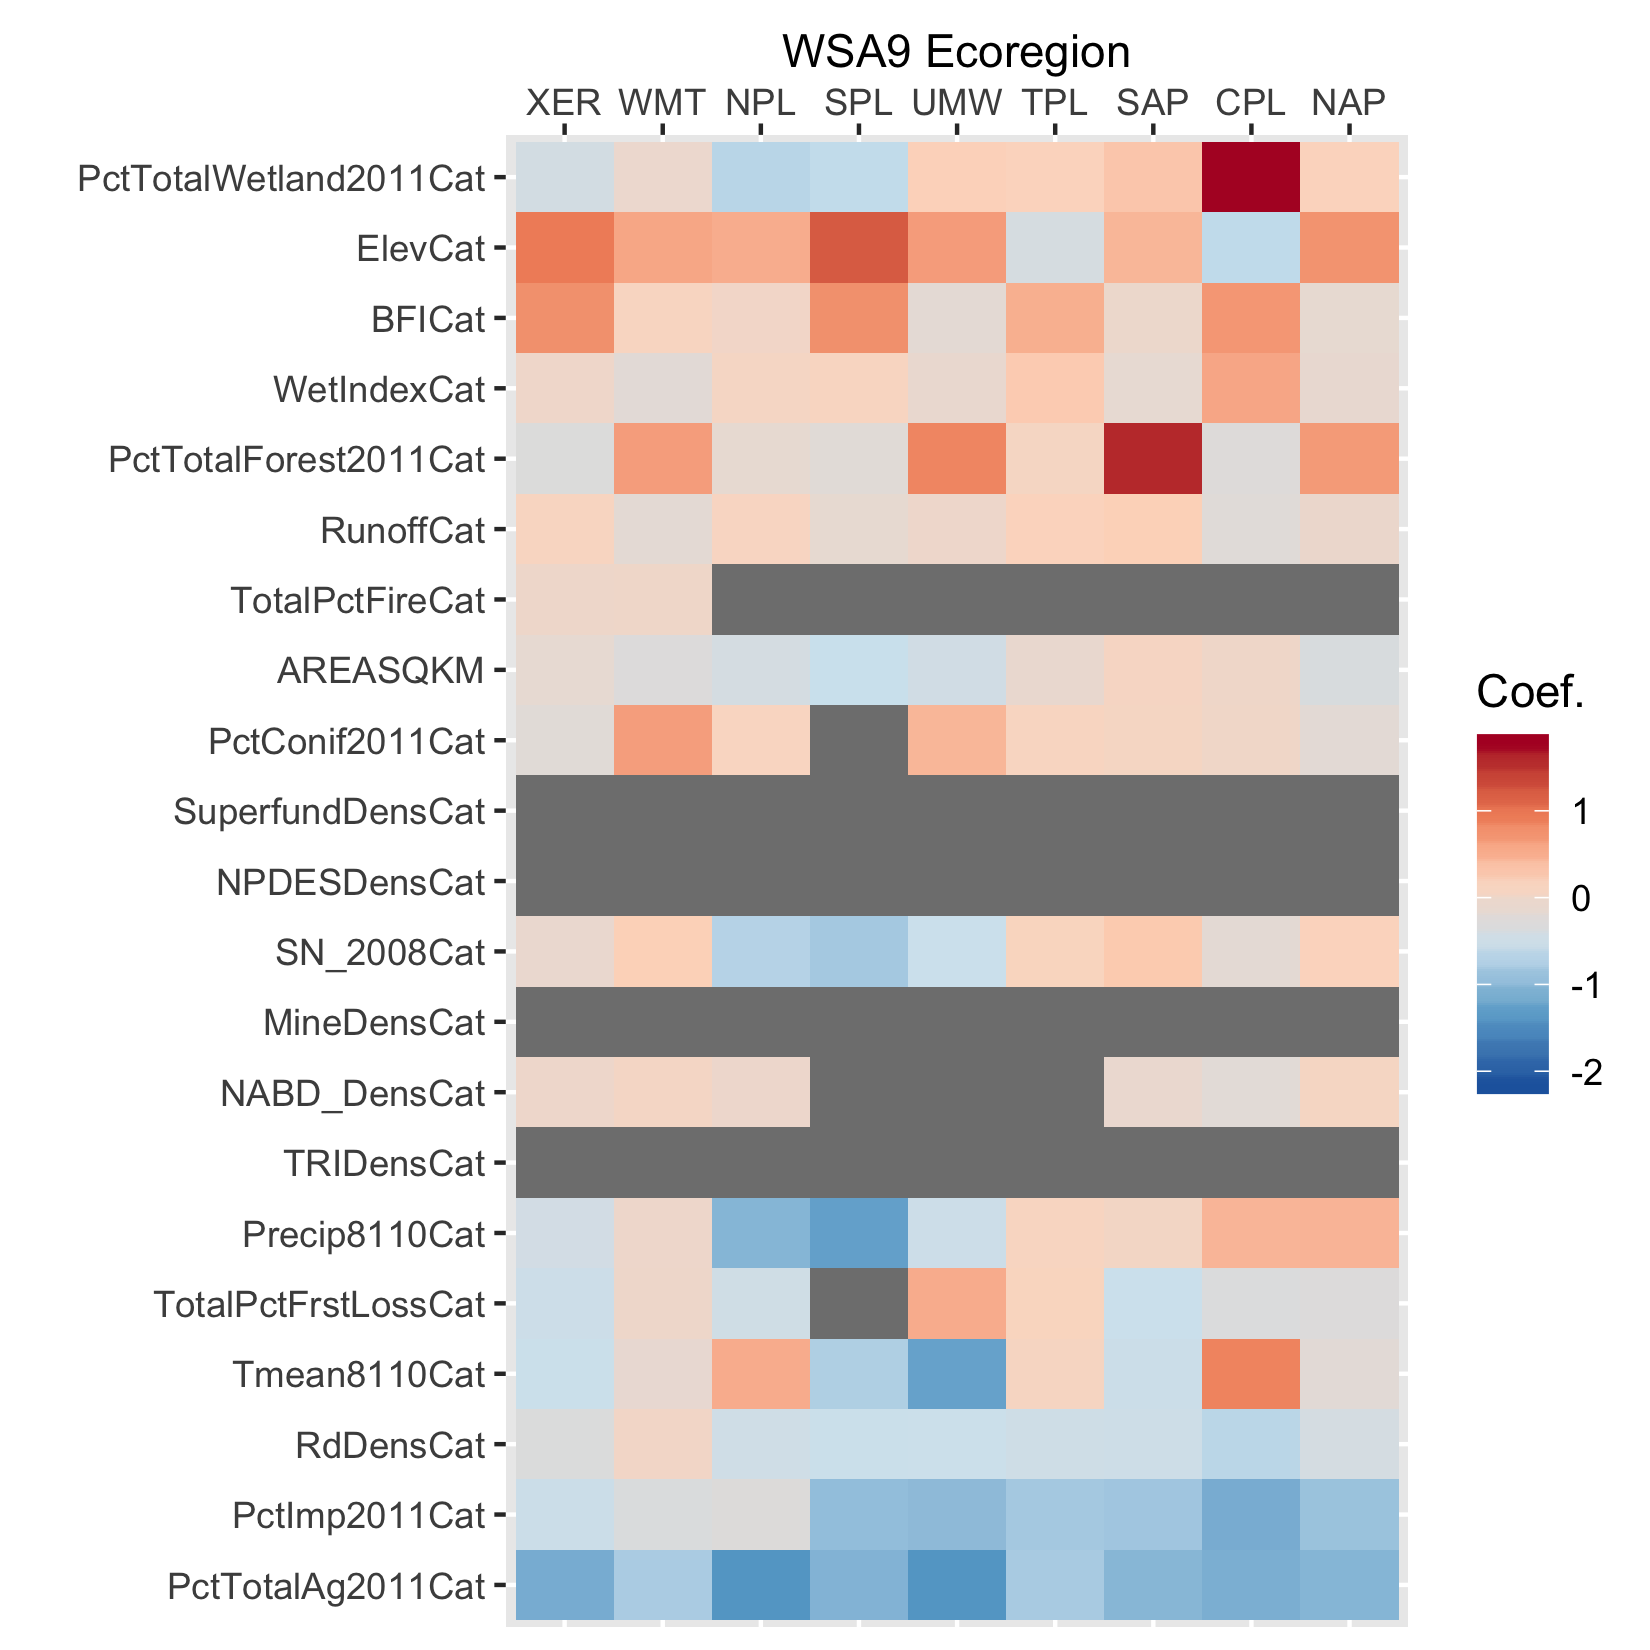 WSA9 Ecoregion
XER WMT NPL SPL UMW TPL SAP CPL NAP
PctTotalWetland2011Cat
ElevCat
BFICat
WetIndexCat
PctTotalForest2011Cat
RunoffCat
TotalPctFireCat
AREASQKM
PctConif2011Cat
SuperfundDensCat
NPDESDensCat
SN_2008Cat
MineDensCat
NABD_DensCat
TRIDensCat
Precip8110Cat
TotalPctFrstLossCat
Tmean8110Cat
RdDensCat
PctImp2011Cat
PctTotalAg2011Cat
Coef.
1
0
-1
-2